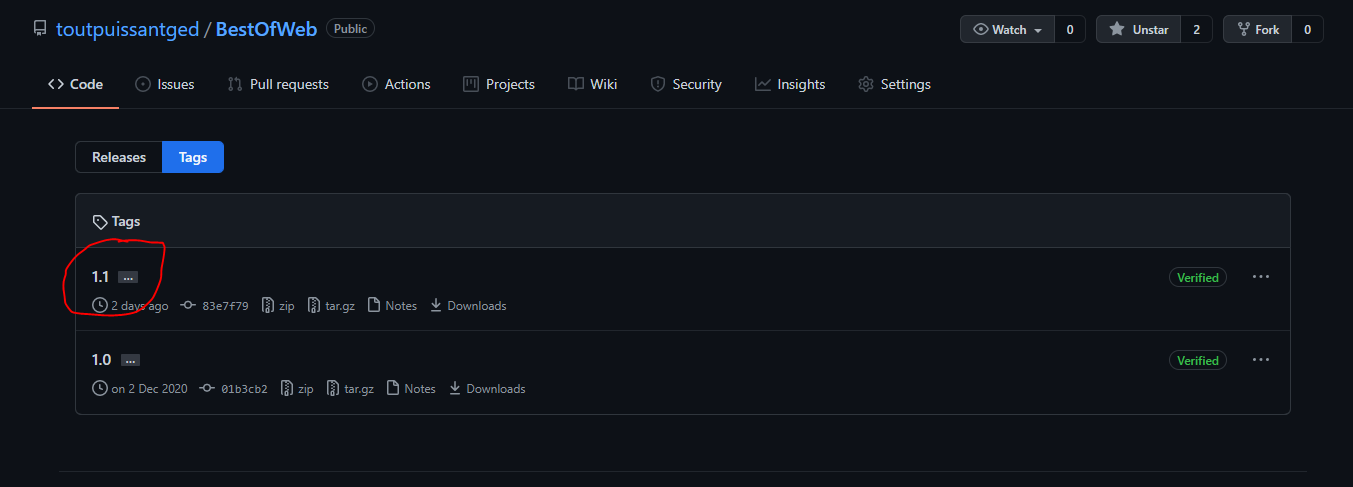 toutpuissantged / BestOfWeb Public Watch 0 Unstar 2 Fork 0
Code Issues Pull requests Actions Projects Wiki Security Insights Settings
Releases Tags
Tags
1.1 ... Verified ...
2 days ago 83e7f79 zip tar.gz Notes Downloads
1.0 ... Verified ...
on 2 Dec 2020 01b3cb2 zip tar.gz Notes Downloads